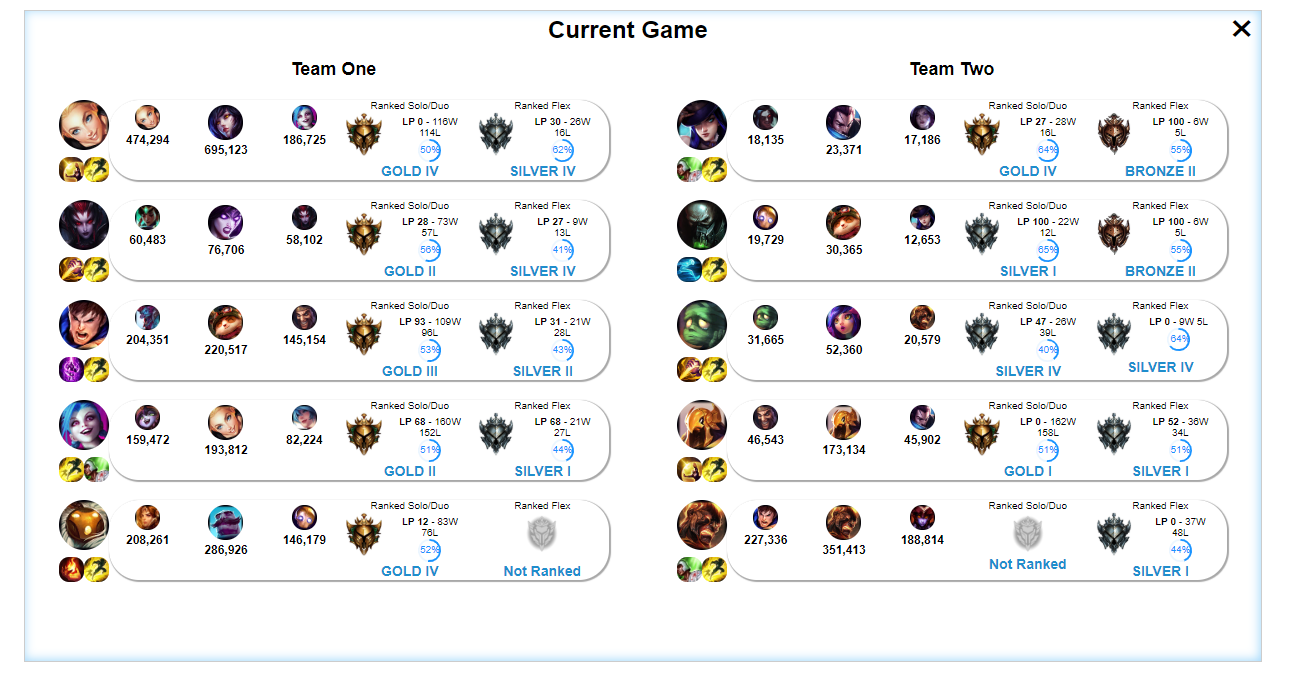 Current Game
Team One
Ranked Solo/Duo
Ranked Flex
474,294
695,123
186,725
LP 0 - 116W
114L
50%
GOLD IV
LP 30 - 26W
16L
62%
SILVER IV
Ranked Solo/Duo
Ranked Flex
60,483
76,706
58,102
LP 28 - 73W
57L
56%
GOLD II
LP 27 - 9W
13L
41%
SILVER IV
Ranked Solo/Duo
Ranked Flex
204,351
220,517
145,154
LP 93 - 109W
96L
53%
GOLD III
LP 31 - 21W
28L
43%
SILVER II
Ranked Solo/Duo
Ranked Flex
159,472
193,812
82,224
LP 68 - 160W
152L
51%
GOLD II
LP 68 - 21W
27L
44%
SILVER I
Ranked Solo/Duo
Ranked Flex
208,261
286,926
146,179
LP 12 - 83W
76L
52%
GOLD IV
Not Ranked
Team Two
Ranked Solo/Duo
Ranked Flex
18,135
23,371
17,186
LP 27 - 28W
16L
64%
GOLD IV
LP 100 - 6W
5L
55%
BRONZE II
Ranked Solo/Duo
Ranked Flex
19,729
30,365
12,653
LP 100 - 22W
12L
65%
SILVER I
LP 100 - 6W
5L
55%
BRONZE II
Ranked Solo/Duo
Ranked Flex
31,665
52,360
20,579
LP 47 - 26W
39L
40%
SILVER IV
LP 0 - 9W 5L
64%
SILVER IV
Ranked Solo/Duo
Ranked Flex
46,543
173,134
45,902
LP 0 - 162W
158L
51%
GOLD I
LP 52 - 36W
34L
51%
SILVER I
Ranked Solo/Duo
Ranked Flex
227,336
351,413
188,814
Not Ranked
LP 0 - 37W
48L
44%
SILVER I